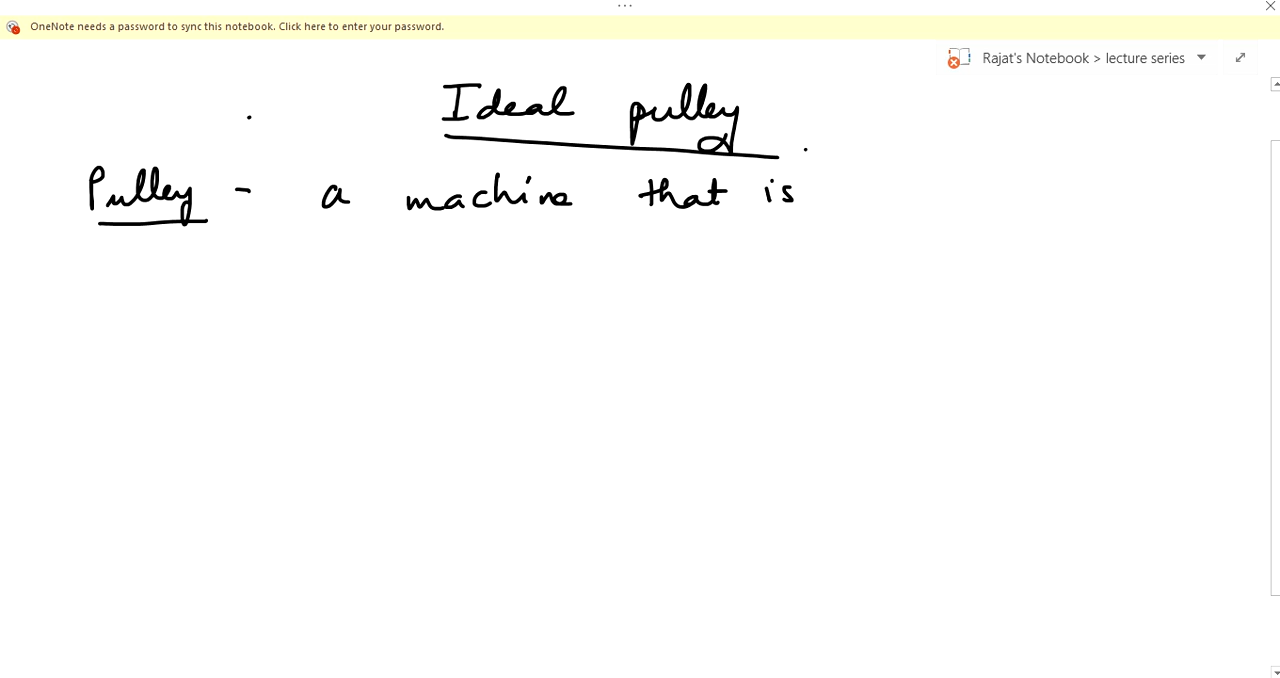 OneNote needs a password to sync this notebook. Click here to enter your password.
Rajat's Notebook > lecture series
Ideal pulley
Pulley - a machine that is